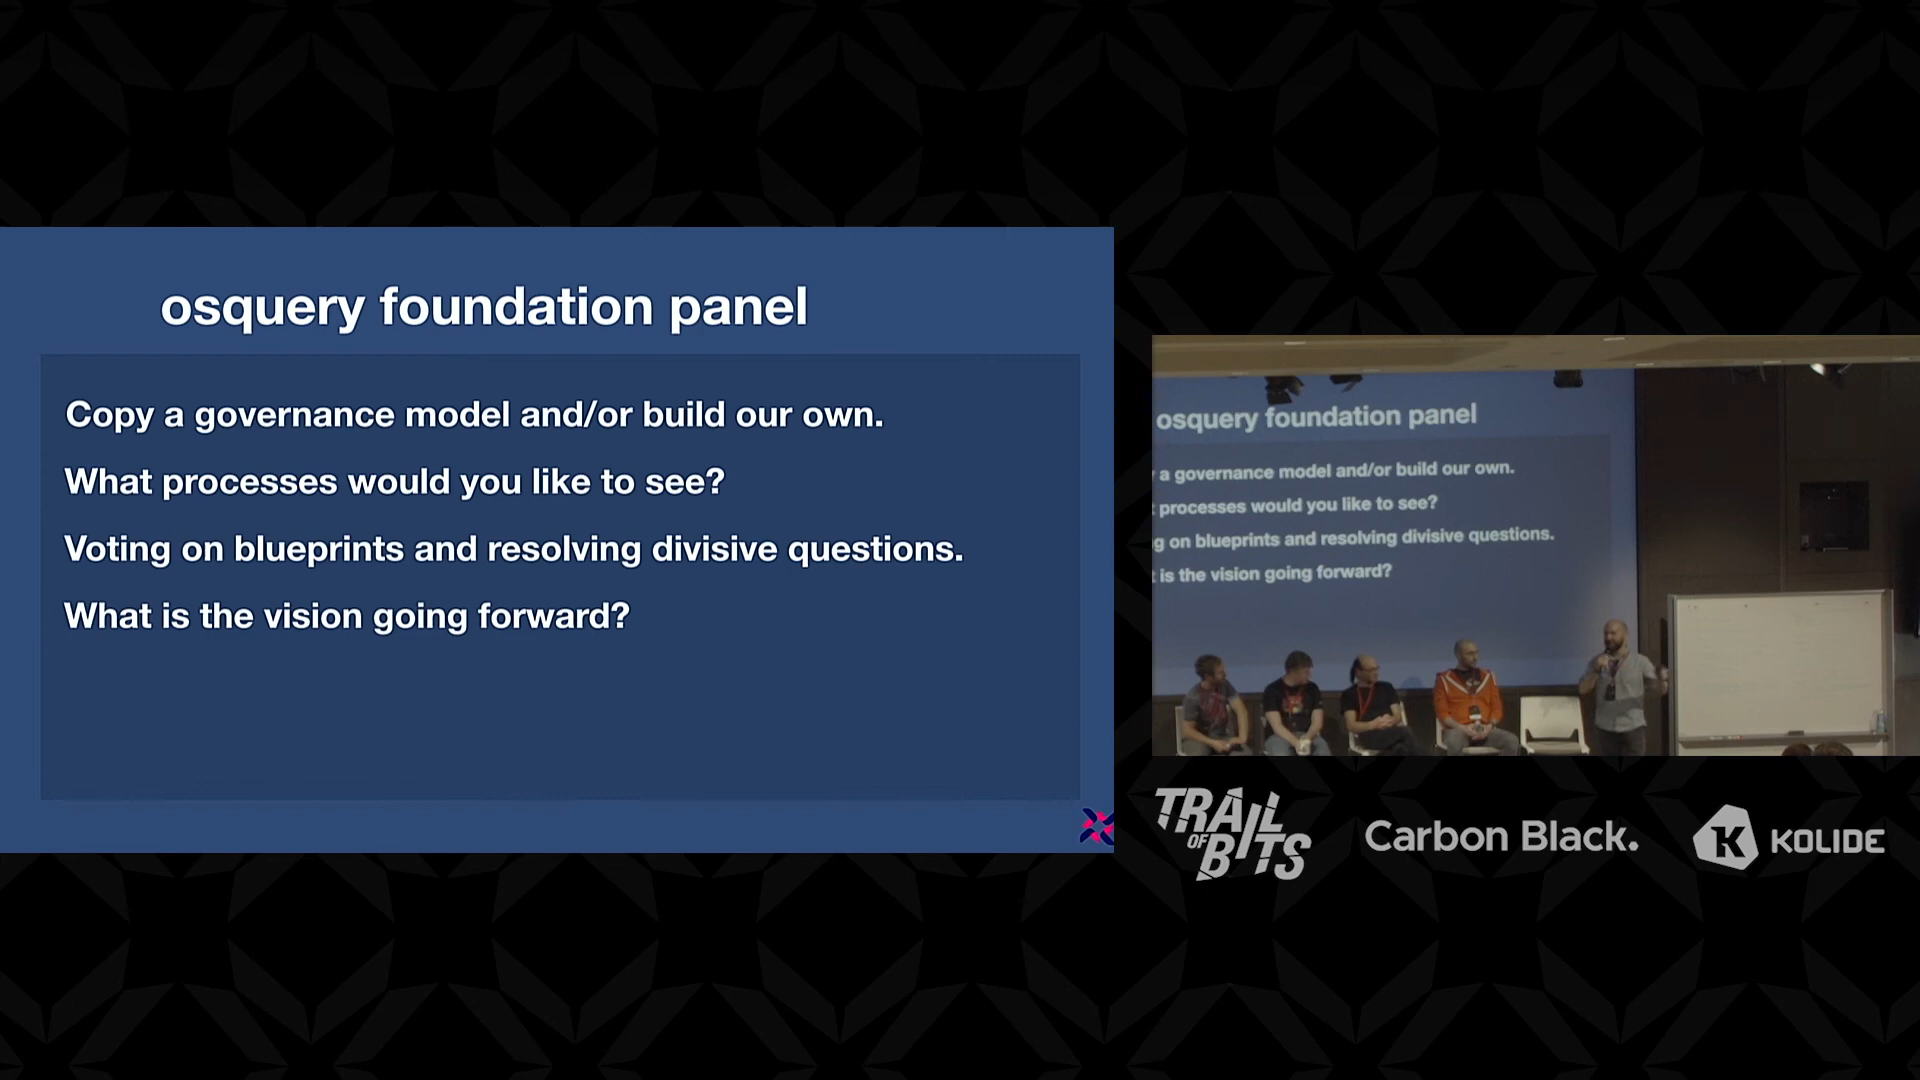 osquery foundation panel
Copy a governance model and/or build our own.
What processes would you like to see?
Voting on blueprints and resolving divisive questions.
What is the vision going forward?
osquery foundation panel
a governance model and/or build our own.
processes would you like to see?
g on blueprints and resolving divisive questions.
is the vision going forward?
TRAIL
OF
BITS
Carbon Black.
K KOLIDE